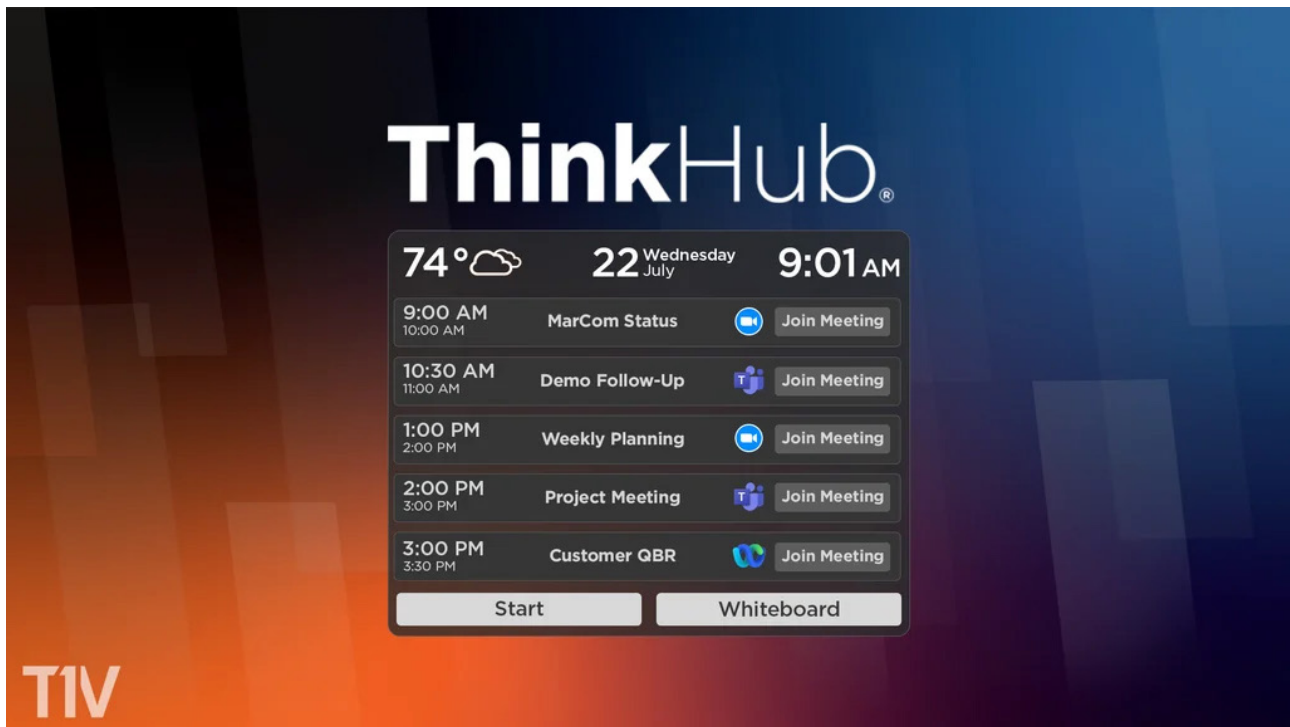 ThinkHub®
74° 22 Wednesday July 9:01 AM
9:00 AM
10:00 AM
MarCom Status
Join Meeting
10:30 AM
11:00 AM
Demo Follow-Up
T
Join Meeting
1:00 PM
2:00 PM
Weekly Planning
Join Meeting
2:00 PM
3:00 PM
Project Meeting
T
Join Meeting
3:00 PM
3:30 PM
Customer QBR
Join Meeting
Start
Whiteboard
T1V